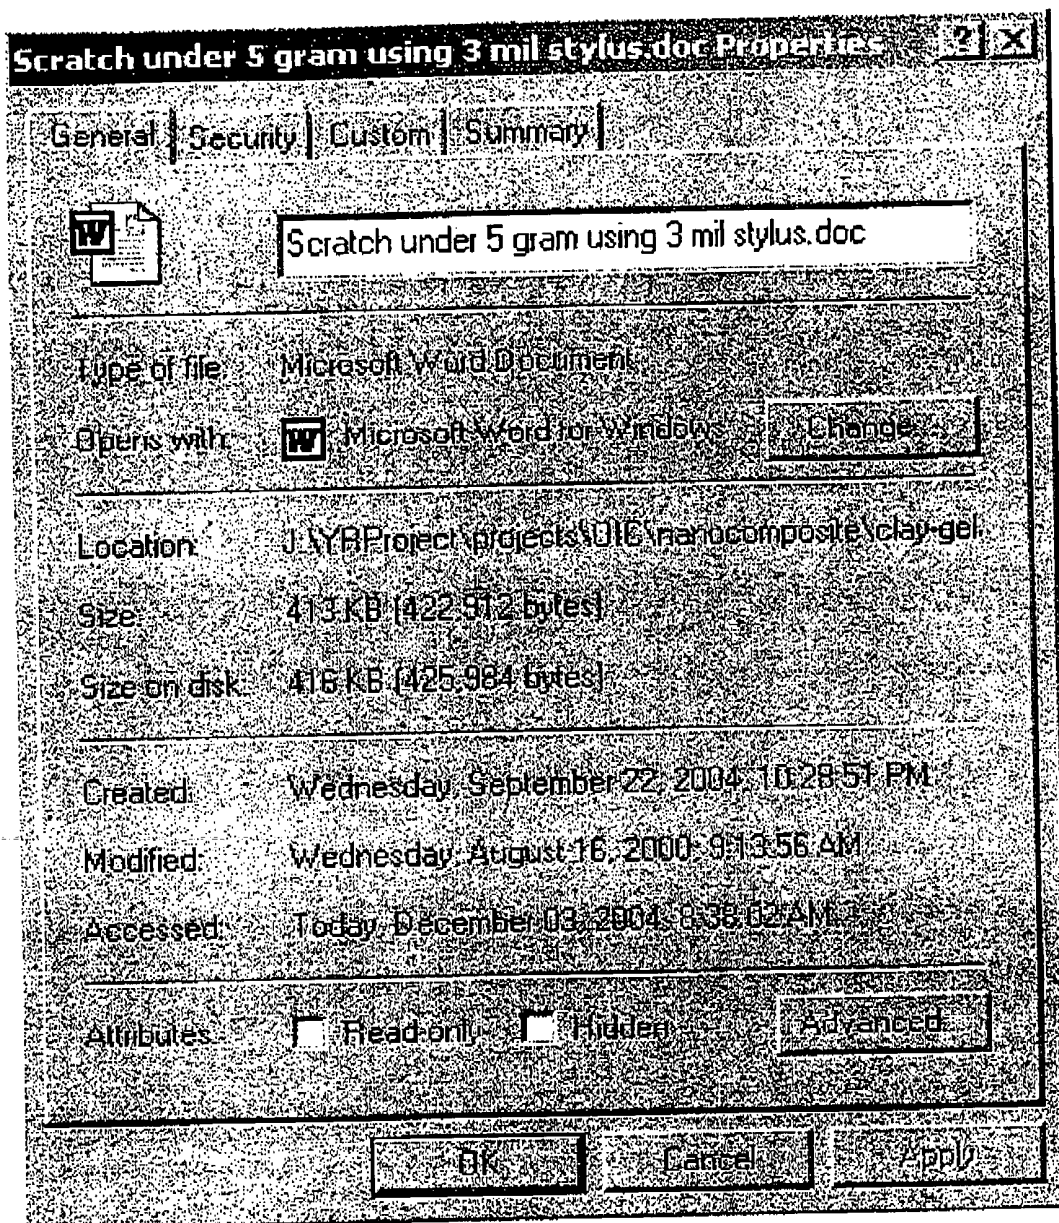 Scratch under 5 gram using 3 mil stylus.doc Properties
General Security Custom Summary
Scratch under 5 gram using 3 mil stylus.doc
Type of file: Microsoft Word Document
Opens with: Microsoft Word for Windows Change...
Location: J:\YRProject\projects\OIE\nanocomposite\clay-gel
Size: 413 KB (422,912 bytes)
Size on disk: 416 KB (425,984 bytes)
Created: Wednesday, September 22, 2004, 10:28:51 PM
Modified: Wednesday, August 16, 2000, 9:13:56 AM
Accessed: Today, December 03, 2004, 8:38:02 AM
Attributes: Read-only Hidden Advanced...
OK Cancel Apply